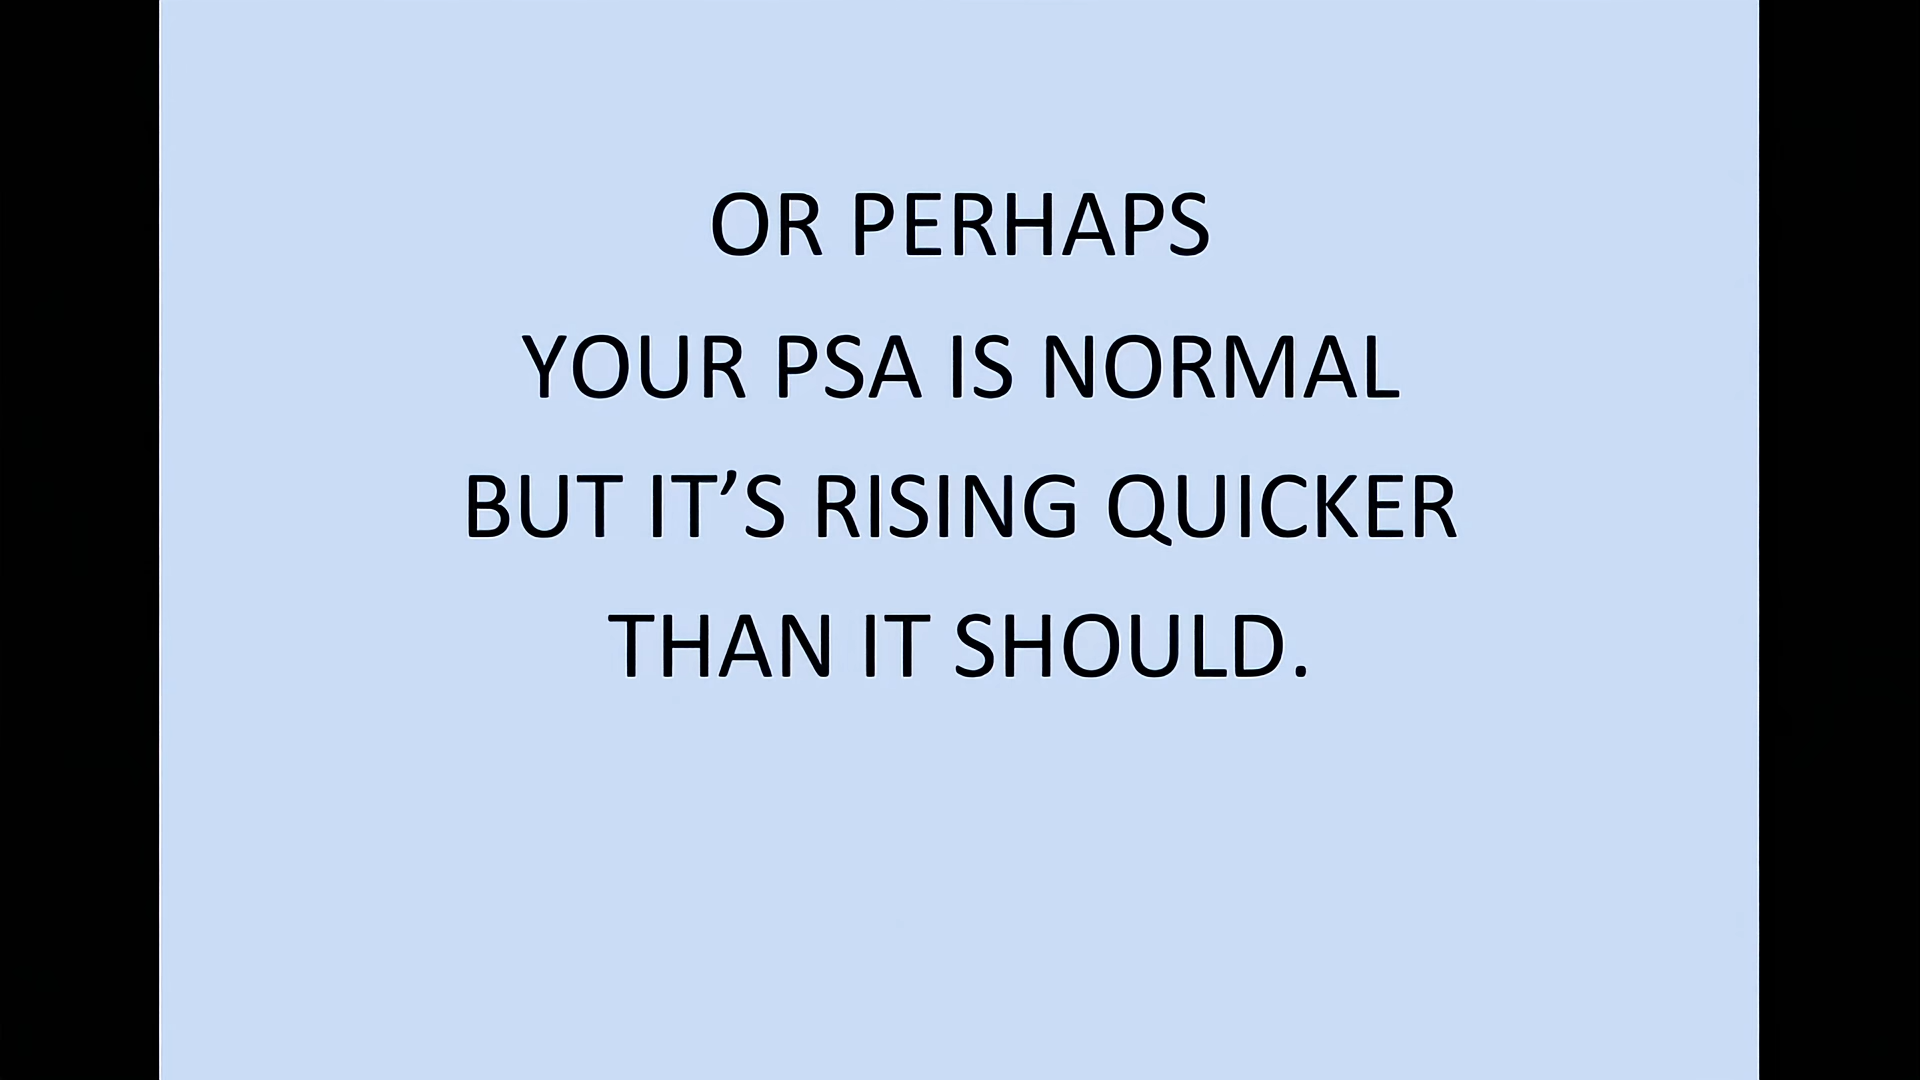 OR PERHAPS
YOUR PSA IS NORMAL
BUT IT’S RISING QUICKER
THAN IT SHOULD.